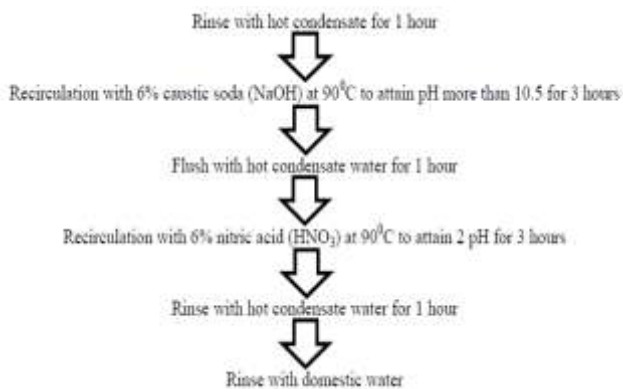 Rinse with hot condensate for 1 hour
Recirculation with 6% caustic soda (NaOH) at 90⁰C to attain pH more than 10.5 for 3 hours
Flush with hot condensate water for 1 hour
Recirculation with 6% nitric acid (HNO₃) at 90⁰C to attain 2 pH for 3 hours
Rinse with hot condensate water for 1 hour
Rinse with domestic water